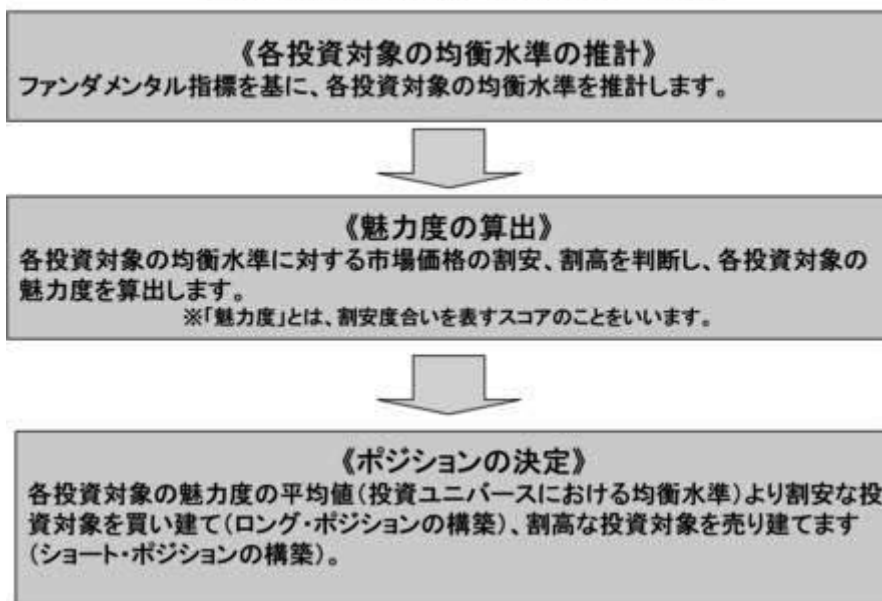 《各投資対象の均衡水準の推計》
ファンダメンタル指標を基に、各投資対象の均衡水準を推計します。
《魅力度の算出》
各投資対象の均衡水準に対する市場価格の割安、割高を判断し、各投資対象の
魅力度を算出します。
※「魅力度」とは、割安度合いを表すスコアのことをいいます。
《ポジションの決定》
各投資対象の魅力度の平均値(投資ユニバースにおける均衡水準)より割安な投
資対象を買い建て(ロング・ポジションの構築)、割高な投資対象を売り建てます
(ショート・ポジションの構築)。